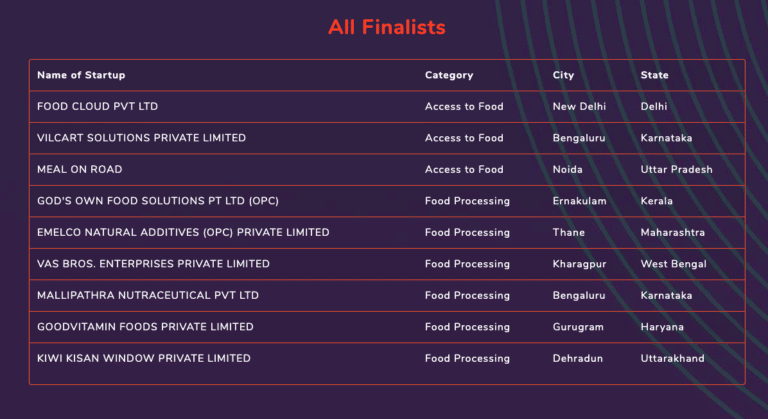 All Finalists
Name of Startup Category City State
FOOD CLOUD PVT LTD Access to Food New Delhi Delhi
VILCART SOLUTIONS PRIVATE LIMITED Access to Food Bengaluru Karnataka
MEAL ON ROAD Access to Food Noida Uttar Pradesh
GOD'S OWN FOOD SOLUTIONS PT LTD (OPC) Food Processing Ernakulam Kerala
EMELCO NATURAL ADDITIVES (OPC) PRIVATE LIMITED Food Processing Thane Maharashtra
VAS BROS. ENTERPRISES PRIVATE LIMITED Food Processing Kharagpur West Bengal
MALLIPATHRA NUTRACEUTICAL PVT LTD Food Processing Bengaluru Karnataka
GOODVITAMIN FOODS PRIVATE LIMITED Food Processing Gurugram Haryana
KIWI KISAN WINDOW PRIVATE LIMITED Food Processing Dehradun Uttarakhand